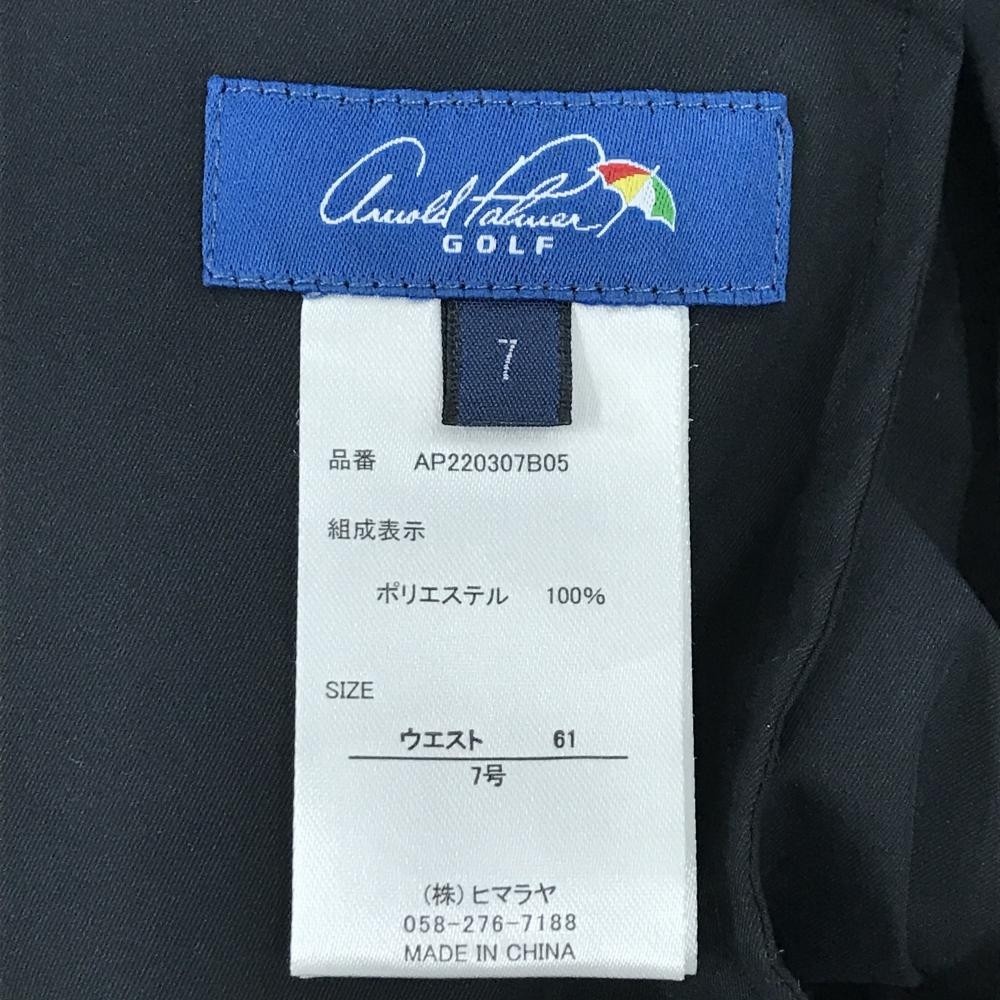 Arnold Palmer
GOLF
7
品番 AP220307B05
組成表示
ポリエステル 100%
SIZE
ウエスト 61
7号
(株)ヒマラヤ
058-276-7188
MADE IN CHINA